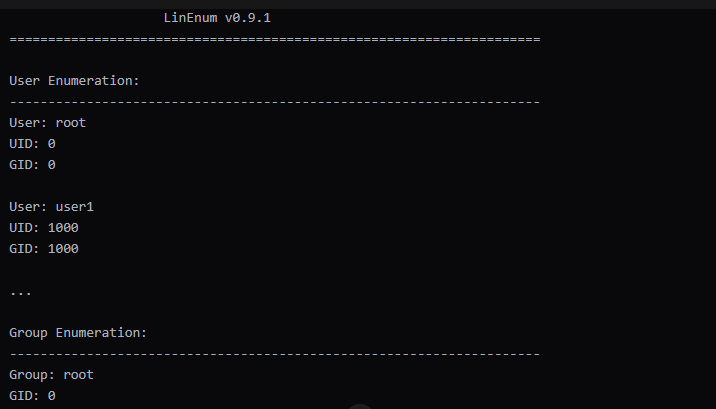 LinEnum v0.9.1
=====================================================================
User Enumeration:
---------------------------------------------------------------------
User: root
UID: 0
GID: 0
User: user1
UID: 1000
GID: 1000
...
Group Enumeration:
---------------------------------------------------------------------
Group: root
GID: 0